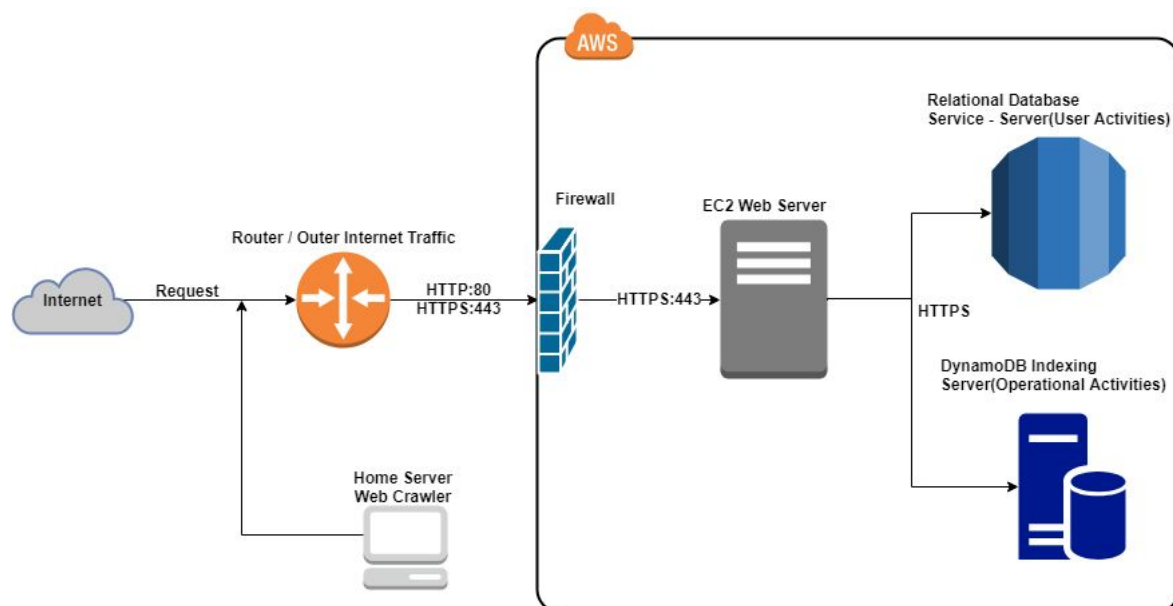 AWS
Relational Database
Service - Server(User Activities)
Firewall
EC2 Web Server
Router / Outer Internet Traffic
Internet
Request
HTTP:80
HTTPS:443
HTTPS:443
HTTPS
DynamoDB Indexing
Server(Operational Activities)
Home Server
Web Crawler